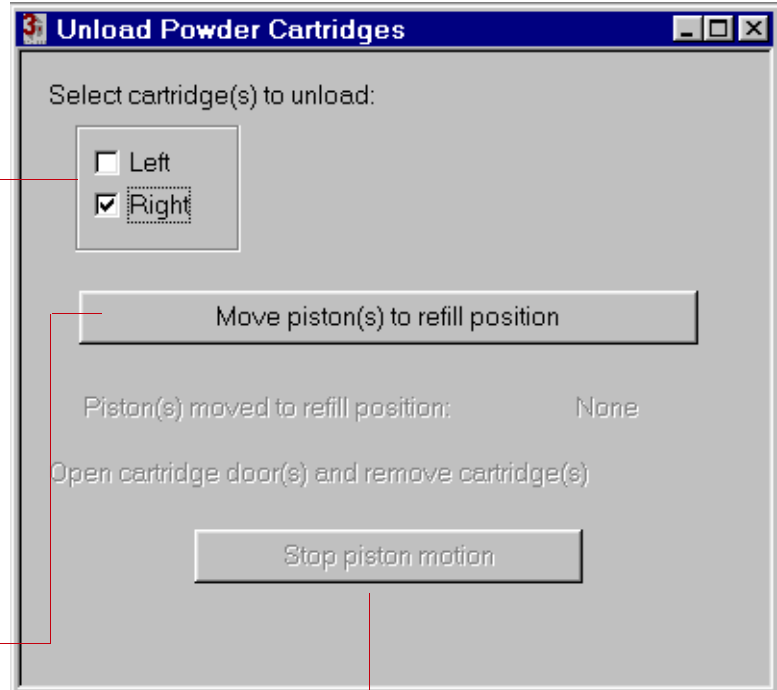 Unload Powder Cartridges
Select cartridge(s) to unload:
Left
Right
Move piston(s) to refill position
Piston(s) moved to refill position: None
Open cartridge door(s) and remove cartridge(s)
Stop piston motion